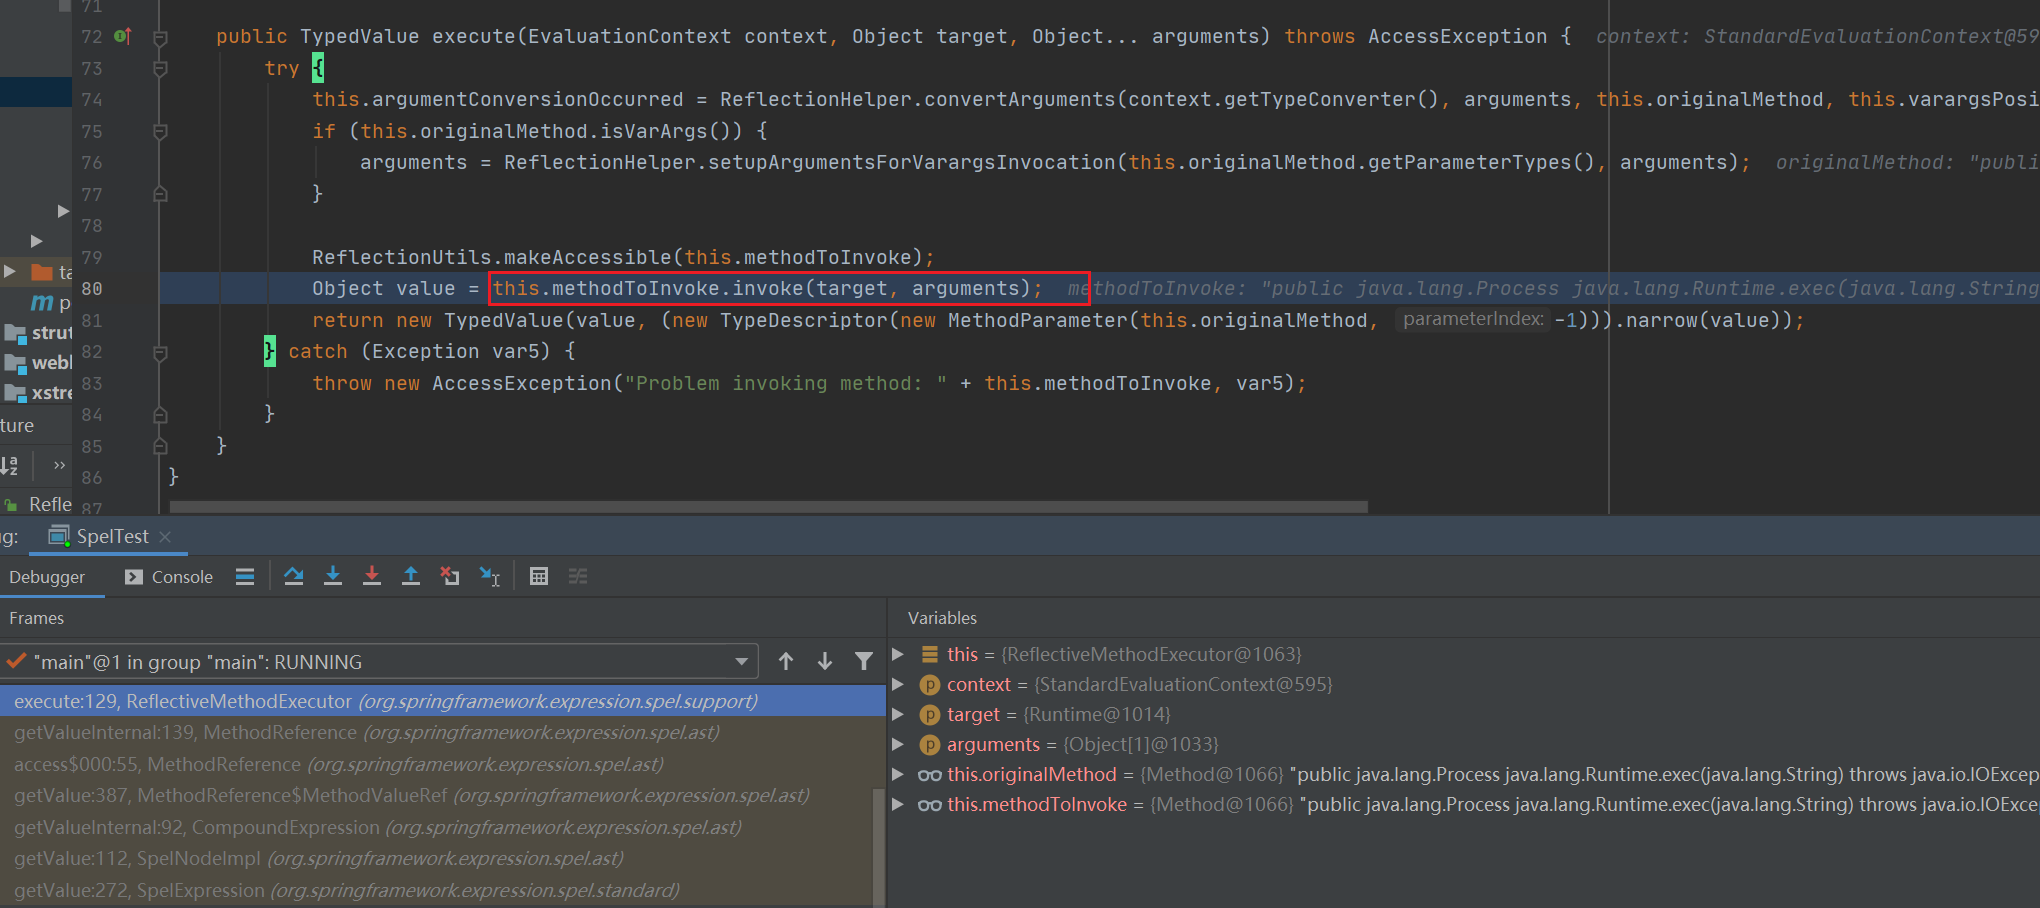 71
72 public TypedValue execute(EvaluationContext context, Object target, Object... arguments) throws AccessException { context: StandardEvaluationContext@59
73 try {
74 this.argumentConversionOccurred = ReflectionHelper.convertArguments(context.getTypeConverter(), arguments, this.originalMethod, this.varargsPosi
75 if (this.originalMethod.isVarArgs()) {
76 arguments = ReflectionHelper.setupArgumentsForVarargsInvocation(this.originalMethod.getParameterTypes(), arguments); originalMethod: "publi
77 }
78
79 ReflectionUtils.makeAccessible(this.methodToInvoke);
80 Object value = this.methodToInvoke.invoke(target, arguments); methodToInvoke: "public java.lang.Process java.lang.Runtime.exec(java.lang.String
81 return new TypedValue(value, (new TypeDescriptor(new MethodParameter(this.originalMethod, parameterIndex: -1))).narrow(value));
82 } catch (Exception var5) {
83 throw new AccessException("Problem invoking method: " + this.methodToInvoke, var5);
84 }
85 }
86 }
87
ta
m p
strut
webl
xstre
ture
Refle
ug: SpelTest
Debugger Console
Frames
"main"@1 in group "main": RUNNING
execute:129, ReflectiveMethodExecutor (org.springframework.expression.spel.support)
getValueInternal:139, MethodReference (org.springframework.expression.spel.ast)
access$000:55, MethodReference (org.springframework.expression.spel.ast)
getValue:387, MethodReference$MethodValueRef (org.springframework.expression.spel.ast)
getValueInternal:92, CompoundExpression (org.springframework.expression.spel.ast)
getValue:112, SpelNodeImpl (org.springframework.expression.spel.ast)
getValue:272, SpelExpression (org.springframework.expression.spel.standard)
Variables
this = {ReflectiveMethodExecutor@1063}
context = {StandardEvaluationContext@595}
target = {Runtime@1014}
arguments = {Object[1]@1033}
this.originalMethod = {Method@1066} "public java.lang.Process java.lang.Runtime.exec(java.lang.String) throws java.io.IOExcep
this.methodToInvoke = {Method@1066} "public java.lang.Process java.lang.Runtime.exec(java.lang.String) throws java.io.IOExce